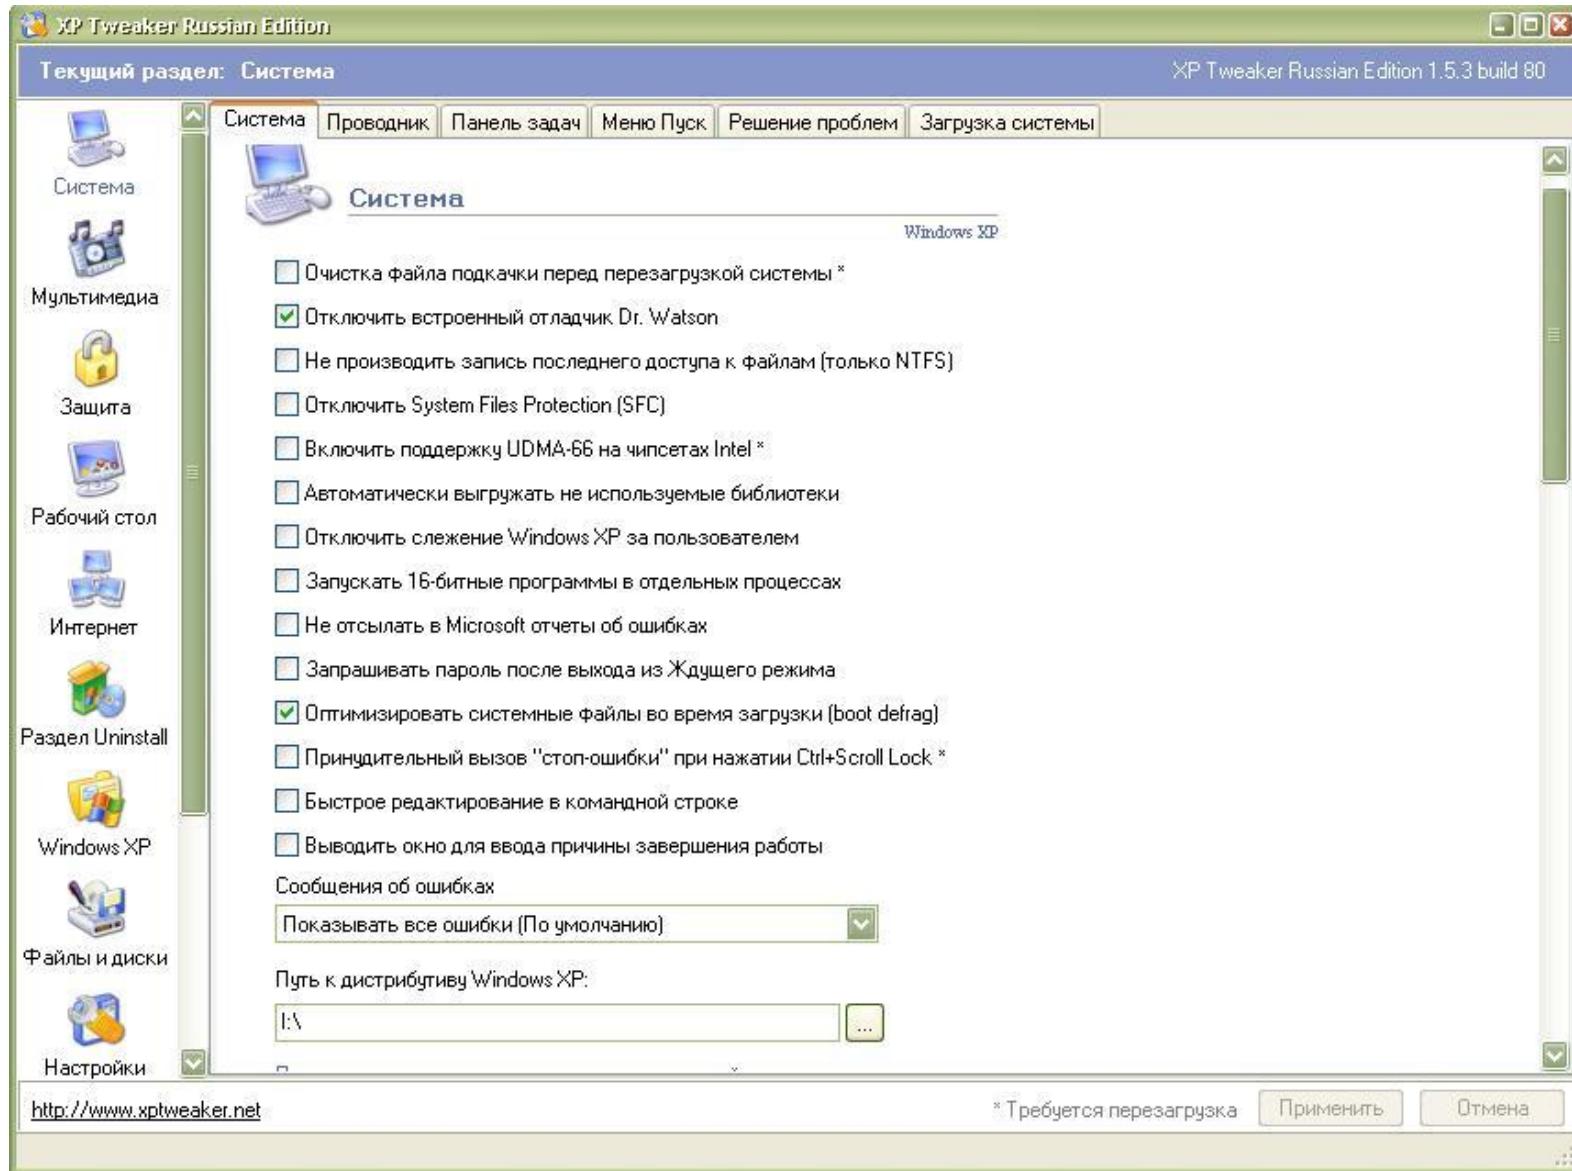 XP Tweaker Russian Edition
Текущий раздел: Система
XP Tweaker Russian Edition 1.5.3 build 80
Система
Мультимедиа
Защита
Рабочий стол
Интернет
Раздел Uninstall
Windows XP
Файлы и диски
Настройки
Система
Проводник
Панель задач
Меню Пуск
Решение проблем
Загрузка системы
Система
Windows XP
Очистка файла подкачки перед перезагрузкой системы *
Отключить встроенный отладчик Dr. Watson
Не производить запись последнего доступа к файлам (только NTFS)
Отключить System Files Protection (SFC)
Включить поддержку UDMA-66 на чипсетах Intel *
Автоматически выгружать не используемые библиотеки
Отключить слежение Windows XP за пользователем
Запускать 16-битные программы в отдельных процессах
Не отсылать в Microsoft отчеты об ошибках
Запрашивать пароль после выхода из Ждущего режима
Оптимизировать системные файлы во время загрузки (boot defrag)
Принудительный вызов "стоп-ошибки" при нажатии Ctrl+Scroll Lock *
Быстрое редактирование в командной строке
Выводить окно для ввода причины завершения работы
Сообщения об ошибках
Показывать все ошибки (По умолчанию)
Путь к дистрибутиву Windows XP:
I:\
...
http://www.xptweaker.net
* Требуется перезагрузка
Применить
Отмена